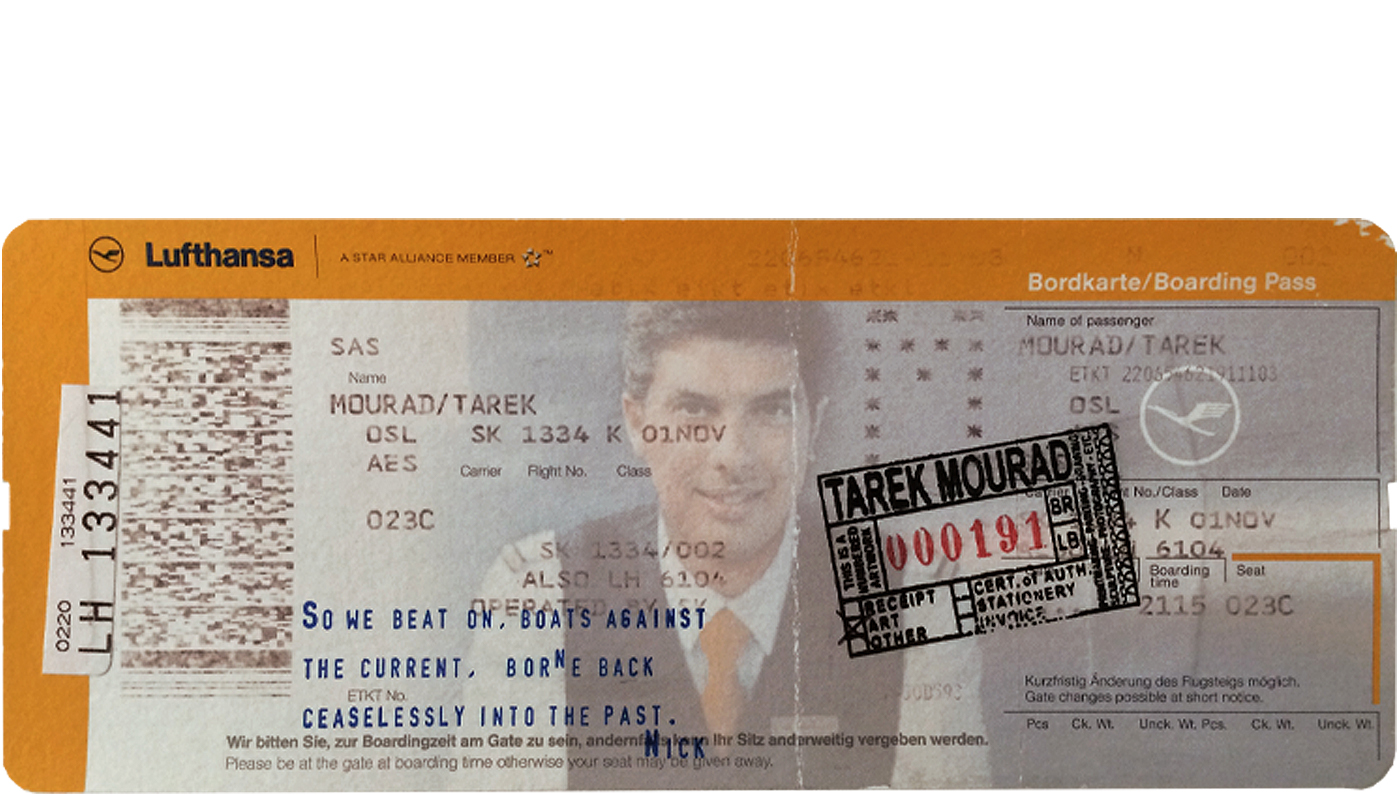 Lufthansa
A STAR ALLIANCE MEMBER ™
Bordkarte/Boarding Pass
SAS
Name
MOURAD/TAREK
OSL SK 1334 K 01NOV
AES Carrier Flight No. Class
023C
SK 1334/002
ALSO LH 6104
OPERATED BY SK
SO WE BEAT ON, BOATS AGAINST
THE CURRENT, BORNE BACK
ETKT No.
CEASELESSLY INTO THE PAST.
NICK
Wir bitten Sie, zur Boardingzeit am Gate zu sein, andernfalls kann Ihr Sitz anderweitig vergeben werden.
Please be at the gate at boarding time otherwise your seat may be given away.
LH 133441
0220 133441
Name of passenger
MOURAD/TAREK
ETKT
OSL
Carrier No./Class Date
K 01NOV
6104
Boarding time Seat
2115 023C
Kurzfristig Änderung des Flugsteigs möglich.
Gate changes possible at short notice.
Pcs Ck. Wt. Unck. Wt. Pcs. Ck. Wt. Unck. Wt.
TAREK MOURAD
THIS IS A
NUMBERED
ARTWORK
000191
BR
LB
RECEIPT
ART
OTHER
CERT. of AUTH.
STATIONERY
INVOICE